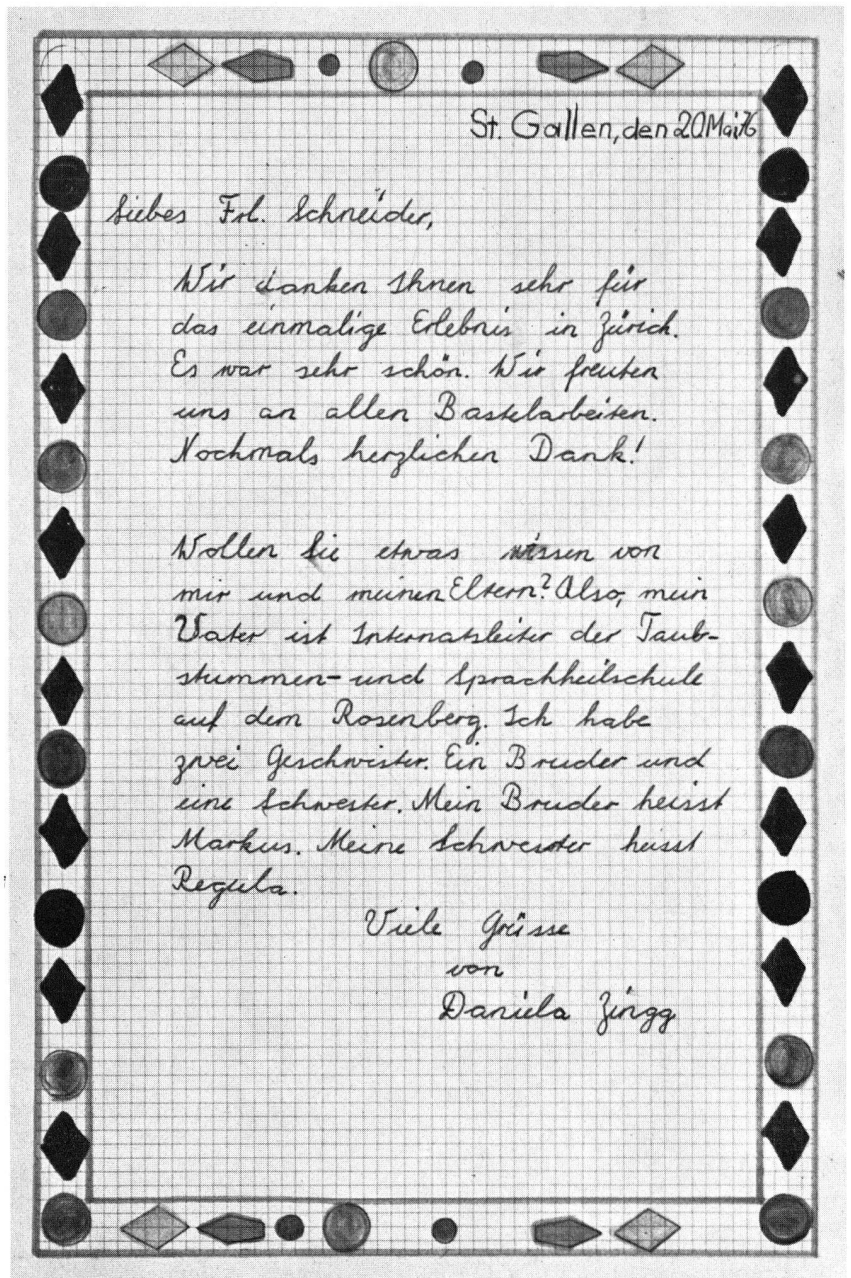 St. Gallen, den 20 Mai 76
Liebes Frl. Schneider,
Wir danken Ihnen sehr für
das einmalige Erlebnis in Zürich.
Es war sehr schön. Wir freuten
uns an allen Bastelarbeiten.
Nochmals herzlichen Dank!
Wollen Sie etwas wissen von
mir und meinen Eltern? Also, mein
Vater ist Internatsleiter der Taub-
stummen- und Sprachheilschule
auf dem Rosenberg. Ich habe
zwei Geschwister. Ein Bruder und
eine Schwester. Mein Bruder heisst
Markus. Meine Schwester heisst
Regula.
Viele Grüsse
von
Daniela Zingg